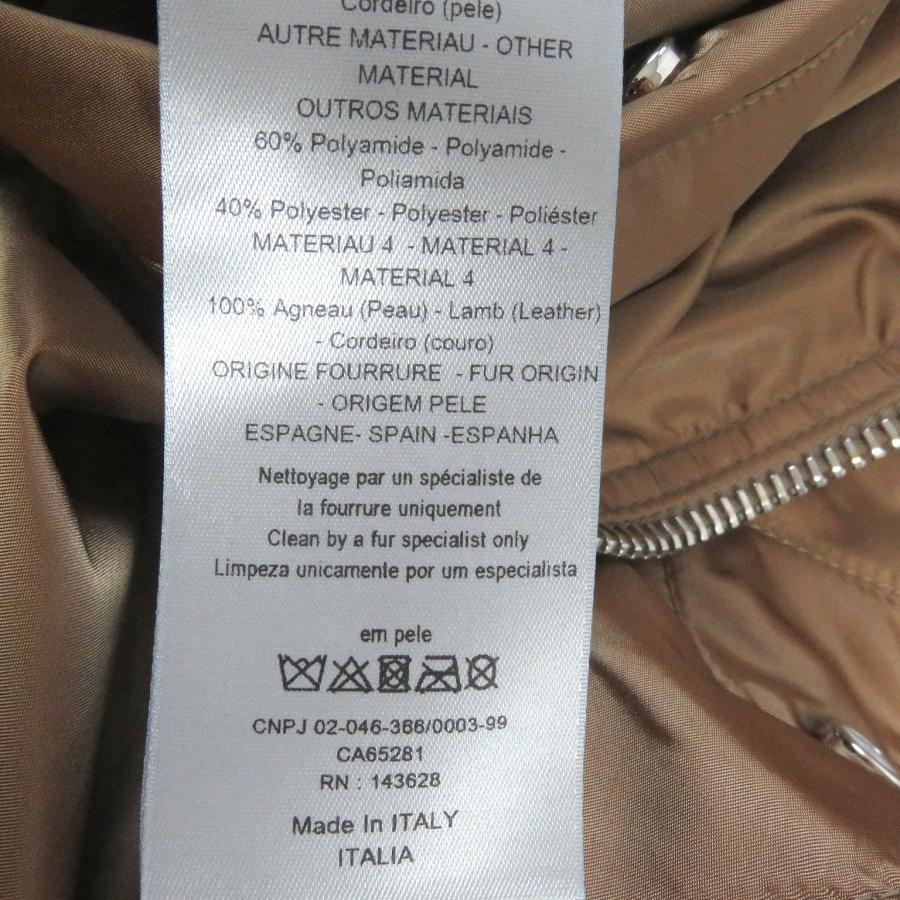 Cordeiro (pele)
AUTRE MATERIAU - OTHER
MATERIAL
OUTROS MATERIAIS
60% Polyamide - Polyamide -
Poliamida
40% Polyester - Polyester - Poliéster
MATERIAU 4 - MATERIAL 4 -
MATERIAL 4
100% Agneau (Peau) - Lamb (Leather)
- Cordeiro (couro)
ORIGINE FOURRURE - FUR ORIGIN
- ORIGEM PELE
ESPAGNE- SPAIN -ESPANHA
Nettoyage par un spécialiste de
la fourrure uniquement
Clean by a fur specialist only
Limpeza unicamente por um especialista
em pele
CNPJ 02-046-366/0003-99
CA65281
RN : 143628
Made In ITALY
ITALIA